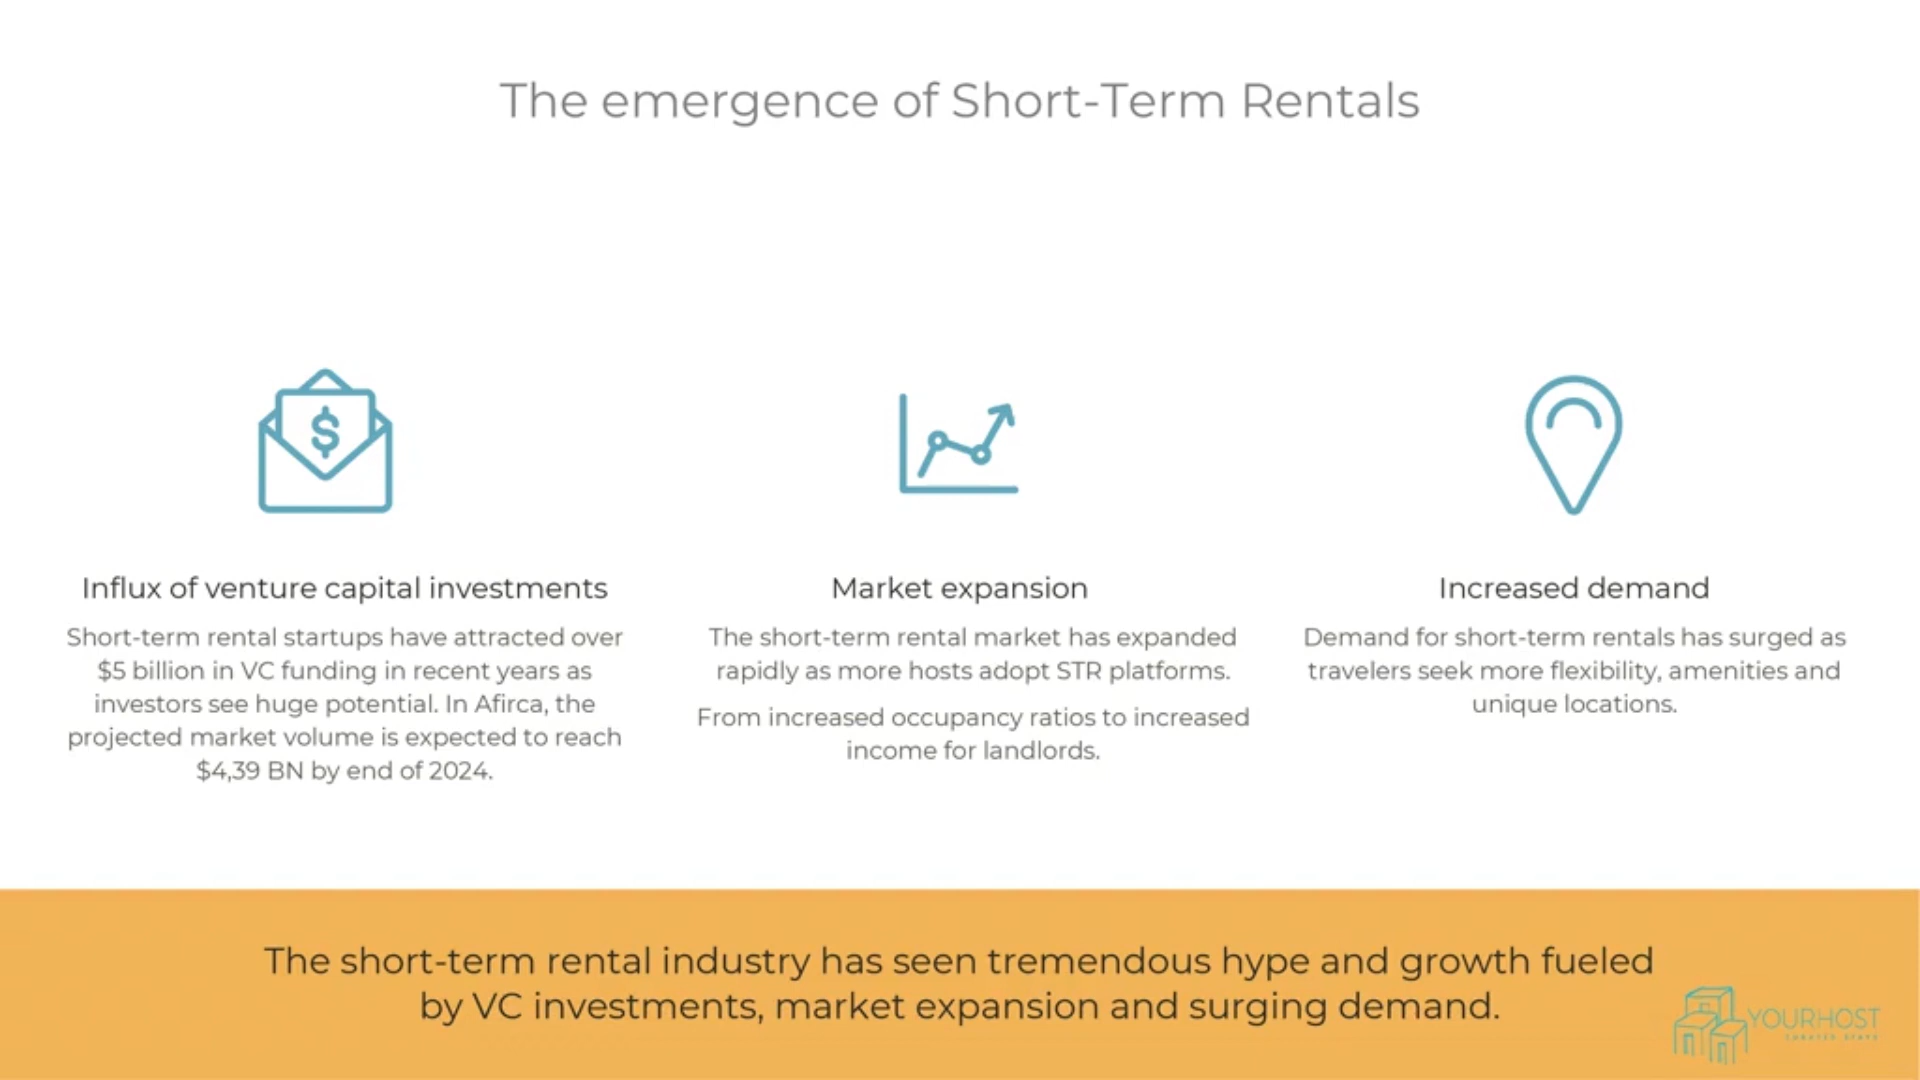 The emergence of Short-Term Rentals
$
Influx of venture capital investments
Short-term rental startups have attracted over
$5 billion in VC funding in recent years as
investors see huge potential. In Afirca, the
projected market volume is expected to reach
$4,39 BN by end of 2024.
Market expansion
The short-term rental market has expanded
rapidly as more hosts adopt STR platforms.
From increased occupancy ratios to increased
income for landlords.
Increased demand
Demand for short-term rentals has surged as
travelers seek more flexibility, amenities and
unique locations.
The short-term rental industry has seen tremendous hype and growth fueled
by VC investments, market expansion and surging demand.
YOURHOST